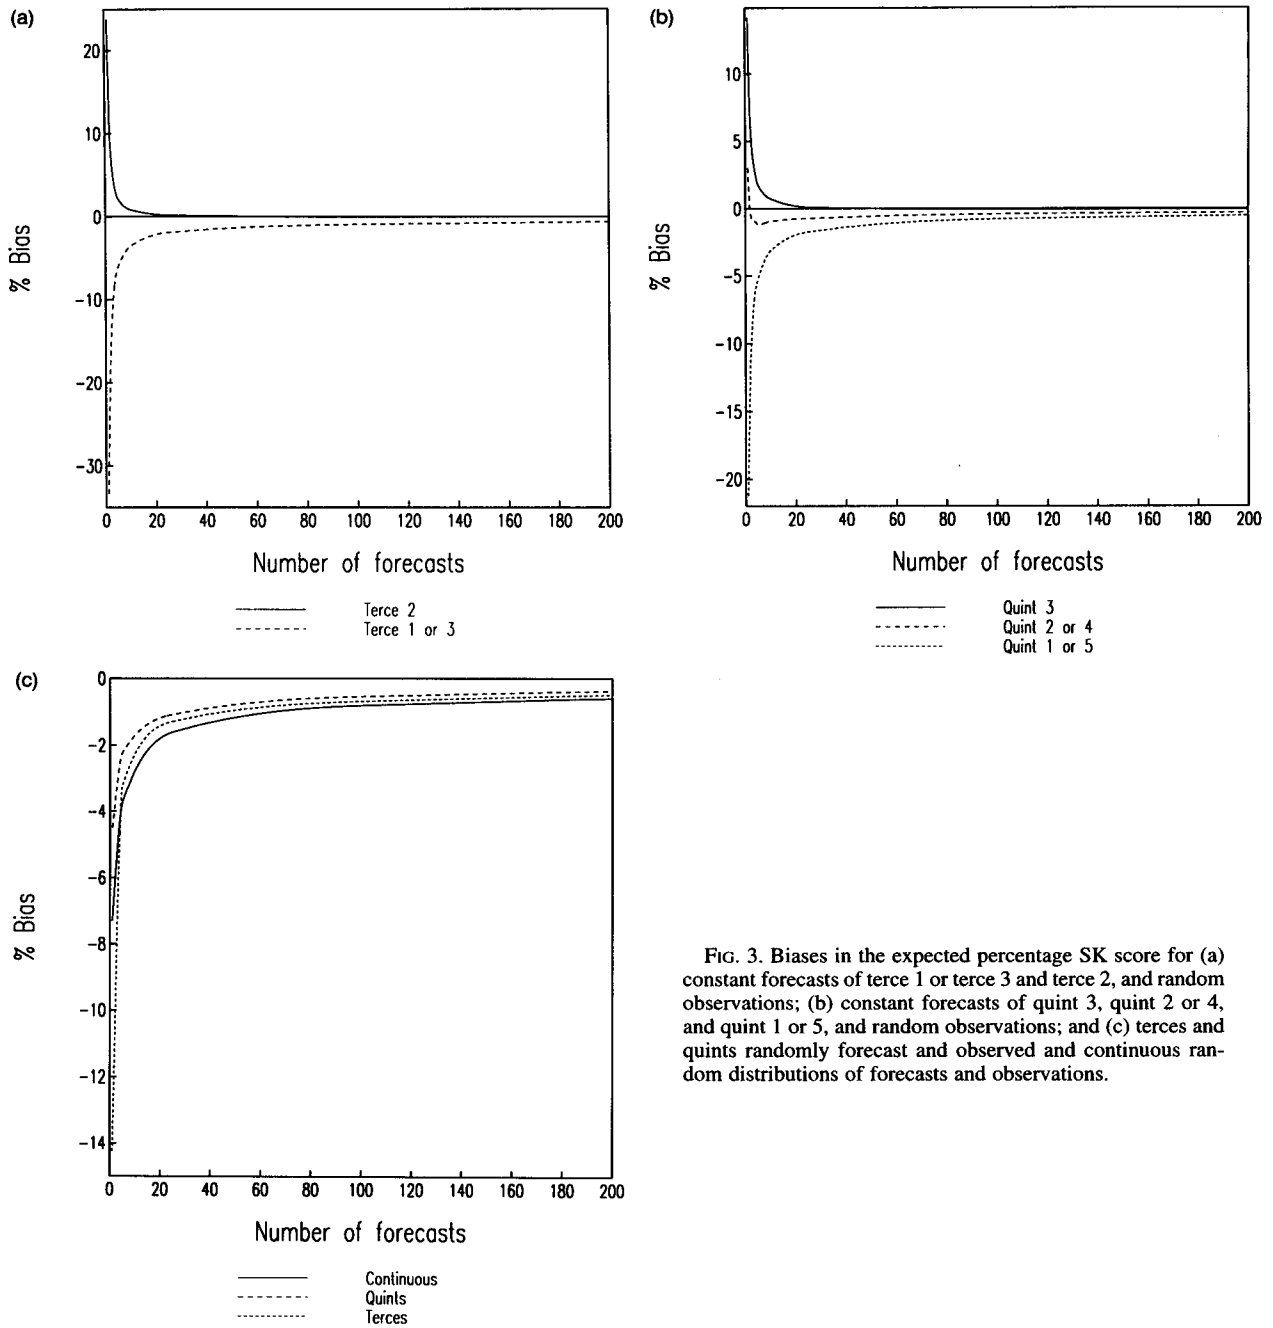 (a)
20
10
0
−10
−20
−30
% Bias
0 20 40 60 80 100 120 140 160 180 200
Number of forecasts
Terce 2
Terce 1 or 3
(b)
10
5
0
−5
−10
−15
−20
% Bias
0 20 40 60 80 100 120 140 160 180 200
Number of forecasts
Quint 3
Quint 2 or 4
Quint 1 or 5
(c)
0
−2
−4
−6
−8
−10
−12
−14
% Bias
0 20 40 60 80 100 120 140 160 180 200
Number of forecasts
Continuous
Quints
Terces
FIG. 3. Biases in the expected percentage SK score for (a)
constant forecasts of terce 1 or terce 3 and terce 2, and random
observations; (b) constant forecasts of quint 3, quint 2 or 4,
and quint 1 or 5, and random observations; and (c) terces and
quints randomly forecast and observed and continuous ran-
dom distributions of forecasts and observations.